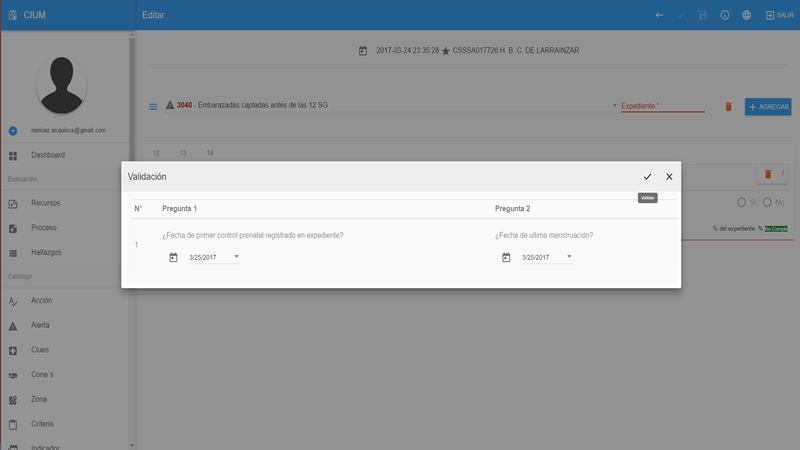 CIUM
Editar
SALIR
2017-03-24 23:35:28 CSSSA017726 H. B. C. DE LARRAINZAR
3040 - Embarazadas captadas antes de las 12 SG
Expediente *
AGREGAR
ramirez.esquinca@gmail.com
12 13 14
Dashboard
Evaluación
Recursos
Proceso
Hallazgos
Catálogo
Acción
Alerta
Clues
Cone´s
Zona
Criterio
Indicador
Validación
Validar
N° Pregunta 1 Pregunta 2
1 ¿Fecha de primer control prenatal registrado en expediente? ¿Fecha de ultima menstruación?
3/25/2017 3/25/2017
Si No
% del expediente: % No Cumple